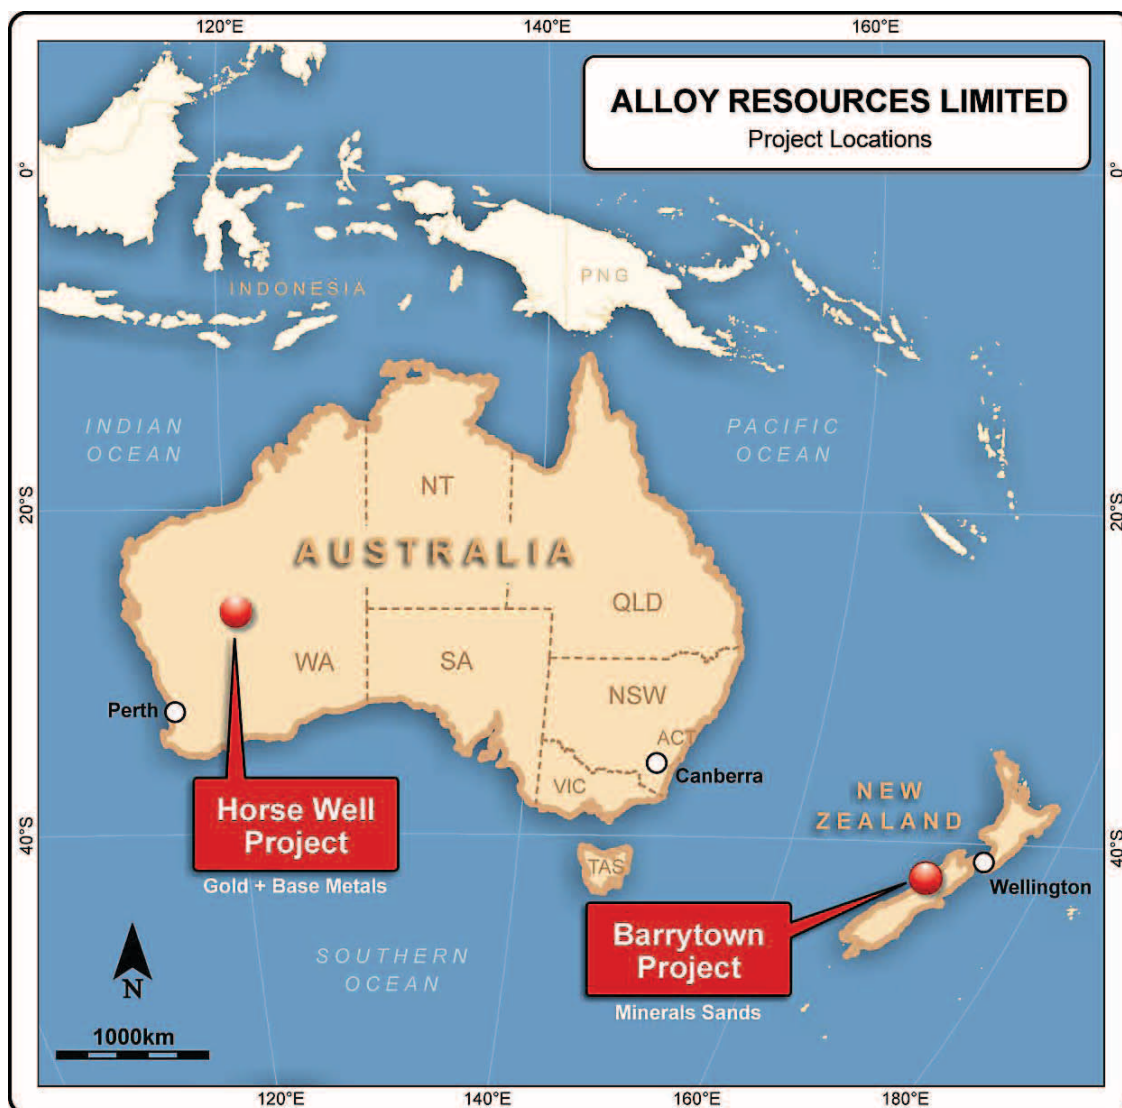 120°E
140°E
160°E
ALLOY RESOURCES LIMITED
Project Locations
0°
0°
PNG
INDONESIA
INDIAN
OCEAN
PACIFIC
OCEAN
NT
20°S
20°S
AUSTRALIA
QLD
WA
SA
NSW
Perth
ACT
Canberra
VIC
NEW
ZEALAND
Horse Well
Project
Gold + Base Metals
40°S
40°S
TAS
Wellington
Barrytown
Project
Minerals Sands
SOUTHERN
OCEAN
N
1000km
120°E
140°E
160°E
180°E